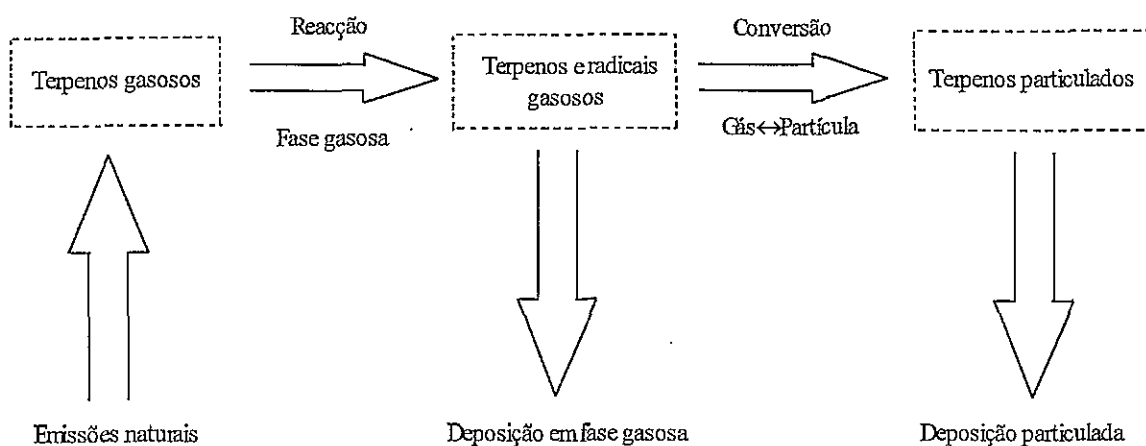 Reacção
Conversão
Terpenos gasosos
Terpenos e radicais
gasosos
Terpenos particulados
Fase gasosa
Gás↔Partícula
Emissões naturais
Deposição em fase gasosa
Deposição particulada